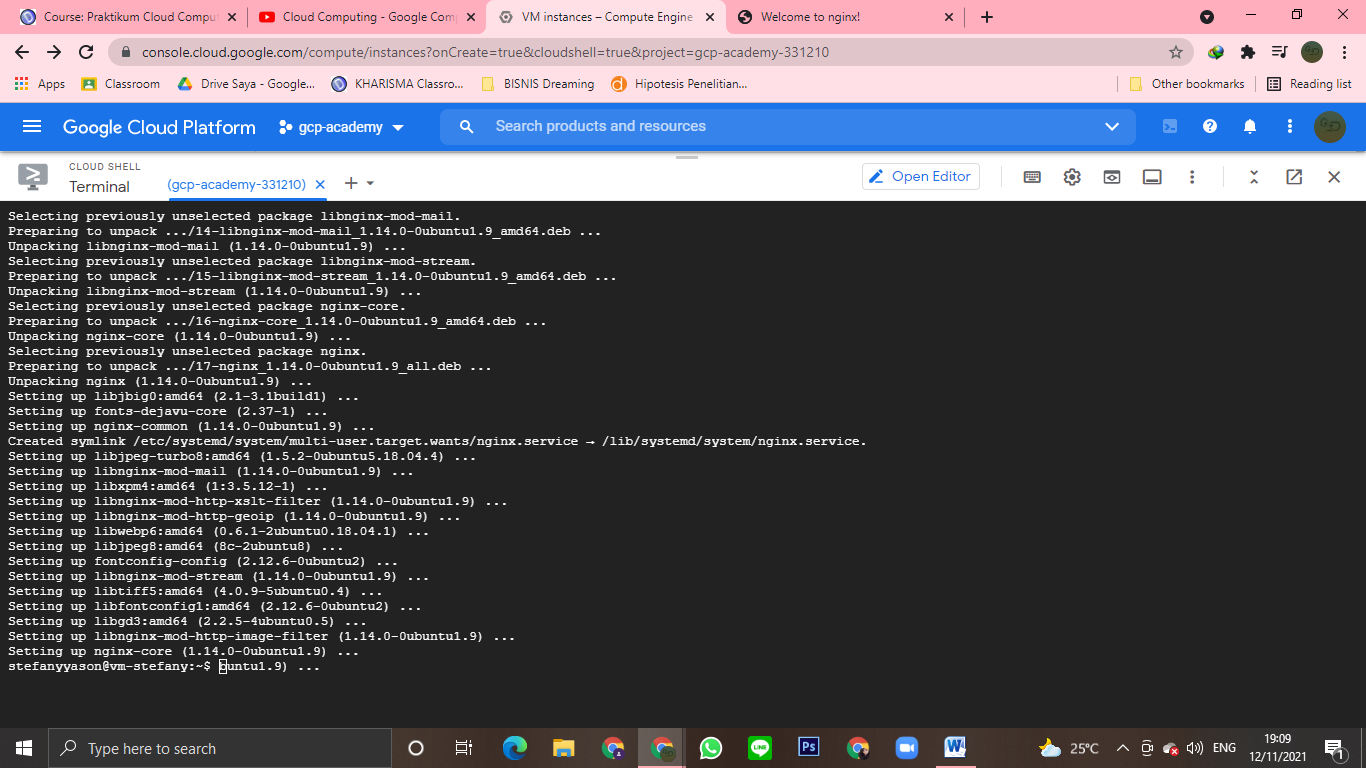 Course: Praktikum Cloud Comput
Cloud Computing - Google Com
VM instances – Compute Engine
Welcome to nginx!
console.cloud.google.com/compute/instances?onCreate=true&cloudshell=true&project=gcp-academy-331210
Apps
Classroom
Drive Saya - Google...
KHARISMA Classro...
BISNIS Dreaming
Hipotesis Penelitian...
Other bookmarks
Reading list
Google Cloud Platform
gcp-academy
Search products and resources
CLOUD SHELL
Terminal
(gcp-academy-331210)
Open Editor
Selecting previously unselected package libnginx-mod-mail.
Preparing to unpack .../14-libnginx-mod-mail_1.14.0-0ubuntu1.9_amd64.deb ...
Unpacking libnginx-mod-mail (1.14.0-0ubuntu1.9) ...
Selecting previously unselected package libnginx-mod-stream.
Preparing to unpack .../15-libnginx-mod-stream_1.14.0-0ubuntu1.9_amd64.deb ...
Unpacking libnginx-mod-stream (1.14.0-0ubuntu1.9) ...
Selecting previously unselected package nginx-core.
Preparing to unpack .../16-nginx-core_1.14.0-0ubuntu1.9_amd64.deb ...
Unpacking nginx-core (1.14.0-0ubuntu1.9) ...
Selecting previously unselected package nginx.
Preparing to unpack .../17-nginx_1.14.0-0ubuntu1.9_all.deb ...
Unpacking nginx (1.14.0-0ubuntu1.9) ...
Setting up libjbig0:amd64 (2.1-3.1build1) ...
Setting up fonts-dejavu-core (2.37-1) ...
Setting up nginx-common (1.14.0-0ubuntu1.9) ...
Created symlink /etc/systemd/system/multi-user.target.wants/nginx.service → /lib/systemd/system/nginx.service.
Setting up libjpeg-turbo8:amd64 (1.5.2-0ubuntu5.18.04.4) ...
Setting up libnginx-mod-mail (1.14.0-0ubuntu1.9) ...
Setting up libxpm4:amd64 (1:3.5.12-1) ...
Setting up libnginx-mod-http-xslt-filter (1.14.0-0ubuntu1.9) ...
Setting up libnginx-mod-http-geoip (1.14.0-0ubuntu1.9) ...
Setting up libwebp6:amd64 (0.6.1-2ubuntu0.18.04.1) ...
Setting up libjpeg8:amd64 (8c-2ubuntu8) ...
Setting up fontconfig-config (2.12.6-0ubuntu2) ...
Setting up libnginx-mod-stream (1.14.0-0ubuntu1.9) ...
Setting up libtiff5:amd64 (4.0.9-5ubuntu0.4) ...
Setting up libfontconfig1:amd64 (2.12.6-0ubuntu2) ...
Setting up libgd3:amd64 (2.2.5-4ubuntu0.5) ...
Setting up libnginx-mod-http-image-filter (1.14.0-0ubuntu1.9) ...
Setting up nginx-core (1.14.0-0ubuntu1.9) ...
stefanyyason@vm-stefany:~$ buntu1.9) ...
Type here to search
LINE
Ps
W
25°C
ENG
19:09
12/11/2021
1